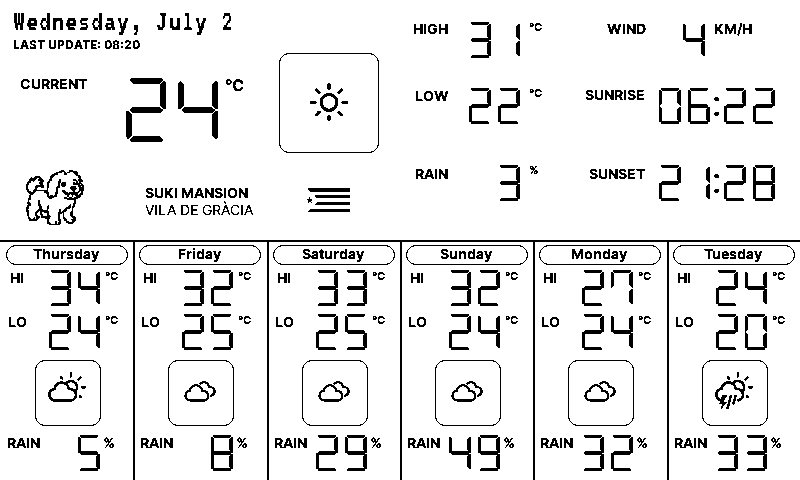 Wednesday, July 2
LAST UPDATE: 08:20
CURRENT 24 °C
SUKI MANSION
VILA DE GRÀCIA
HIGH 31 °C
LOW 22 °C
RAIN 3 %
WIND 4 KM/H
SUNRISE 06:22
SUNSET 21:28
Thursday
HI 34 °C
LO 24 °C
RAIN 5 %
Friday
HI 32 °C
LO 25 °C
RAIN 8 %
Saturday
HI 33 °C
LO 25 °C
RAIN 29 %
Sunday
HI 32 °C
LO 24 °C
RAIN 49 %
Monday
HI 27 °C
LO 24 °C
RAIN 32 %
Tuesday
HI 24 °C
LO 20 °C
RAIN 33 %